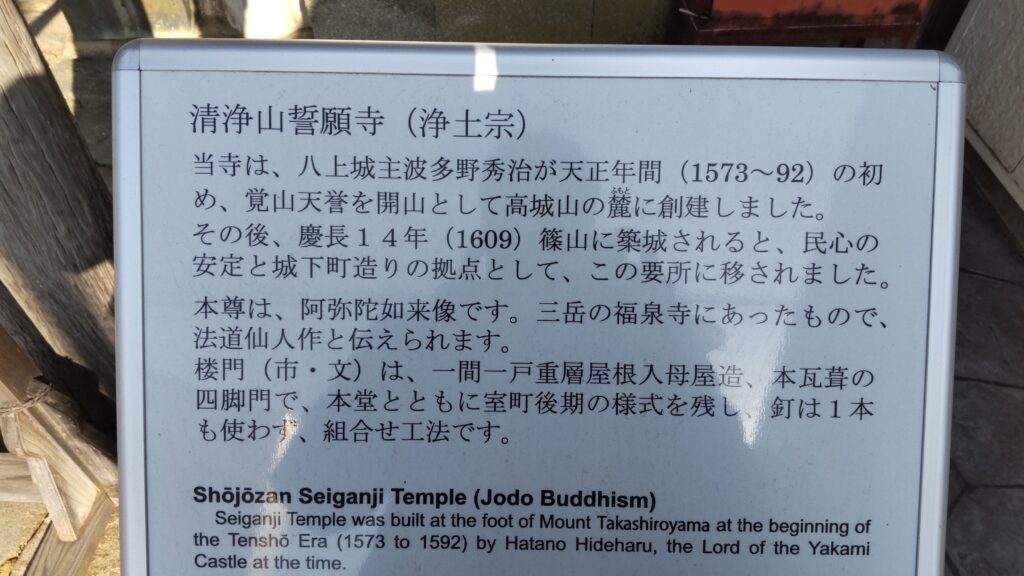 清浄山誓願寺（浄土宗）
当寺は、八上城主波多野秀治が天正年間（1573～92）の初
め、覚山天誉を開山として高城山の麓に創建しました。
その後、慶長１４年（1609）篠山に築城されると、民心の
安定と城下町造りの拠点として、この要所に移されました。
本尊は、阿弥陀如来像です。三岳の福泉寺にあったもので、
法道仙人作と伝えられます。
楼門（市・文）は、一間一戸重層屋根入母屋造、本瓦葺の
四脚門で、本堂とともに室町後期の様式を残し、釘は１本
も使わず、組合せ工法です。
Shōjōzan Seiganji Temple (Jodo Buddhism)
Seiganji Temple was built at the foot of Mount Takashiroyama at the beginning of
the Tenshō Era (1573 to 1592) by Hatano Hideharu, the Lord of the Yakami
Castle at the time.